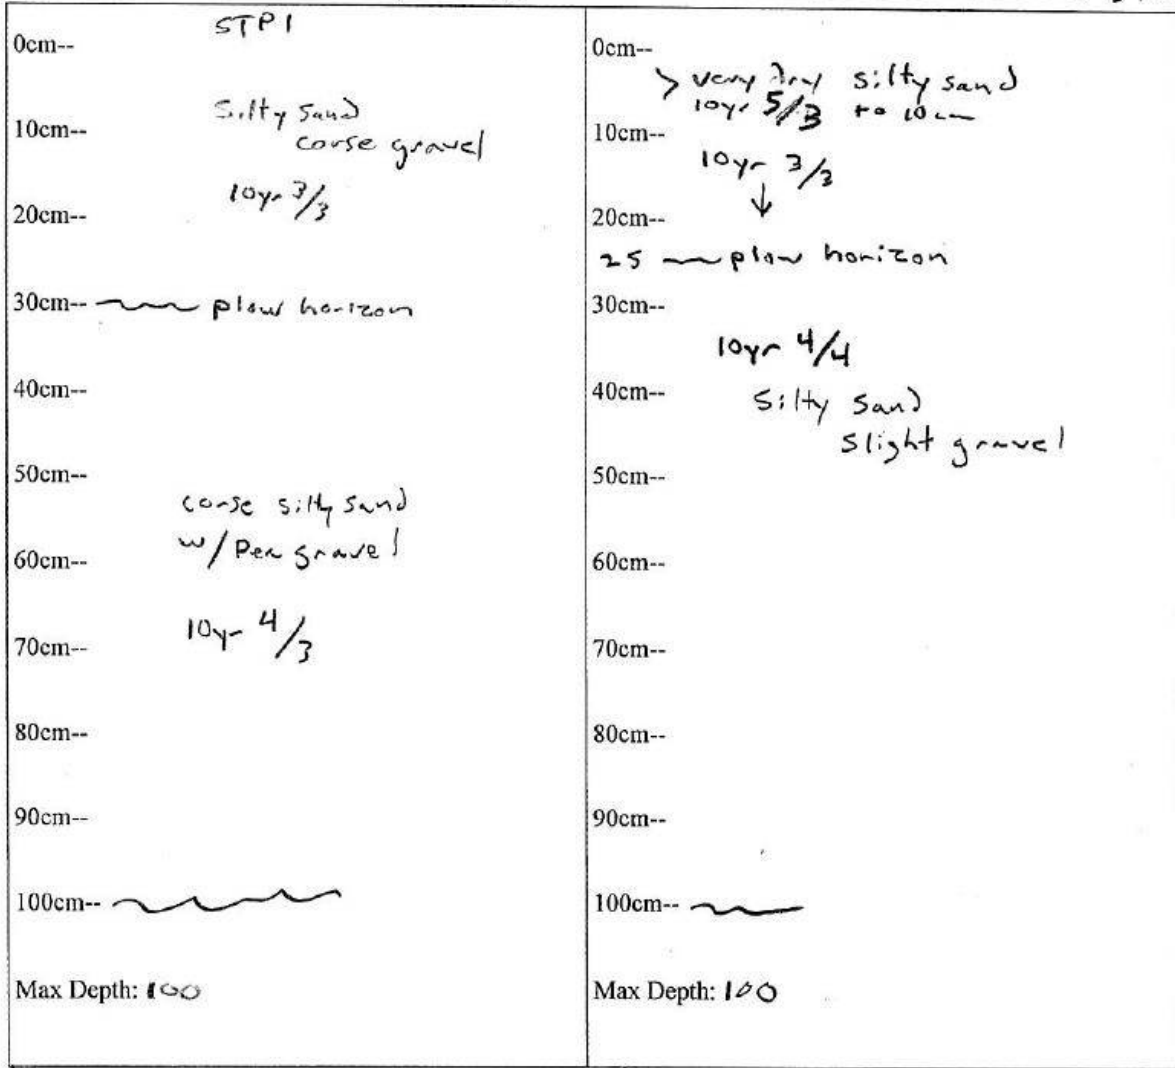 STP1
0cm--
Silty Sand
10cm--
corse gravel
10yr 3/3
20cm--
30cm-- plow horizon
40cm--
50cm--
corse silty sand
w/ Pea gravel
60cm--
10yr 4/3
70cm--
80cm--
90cm--
100cm--
Max Depth: 100
0cm--
> very dry silty sand
10yr 5/3 to 10cm
10cm--
10yr 3/3
20cm--
25 plow horizon
30cm--
10yr 4/4
40cm--
Silty Sand
Slight gravel
50cm--
60cm--
70cm--
80cm--
90cm--
100cm--
Max Depth: 100